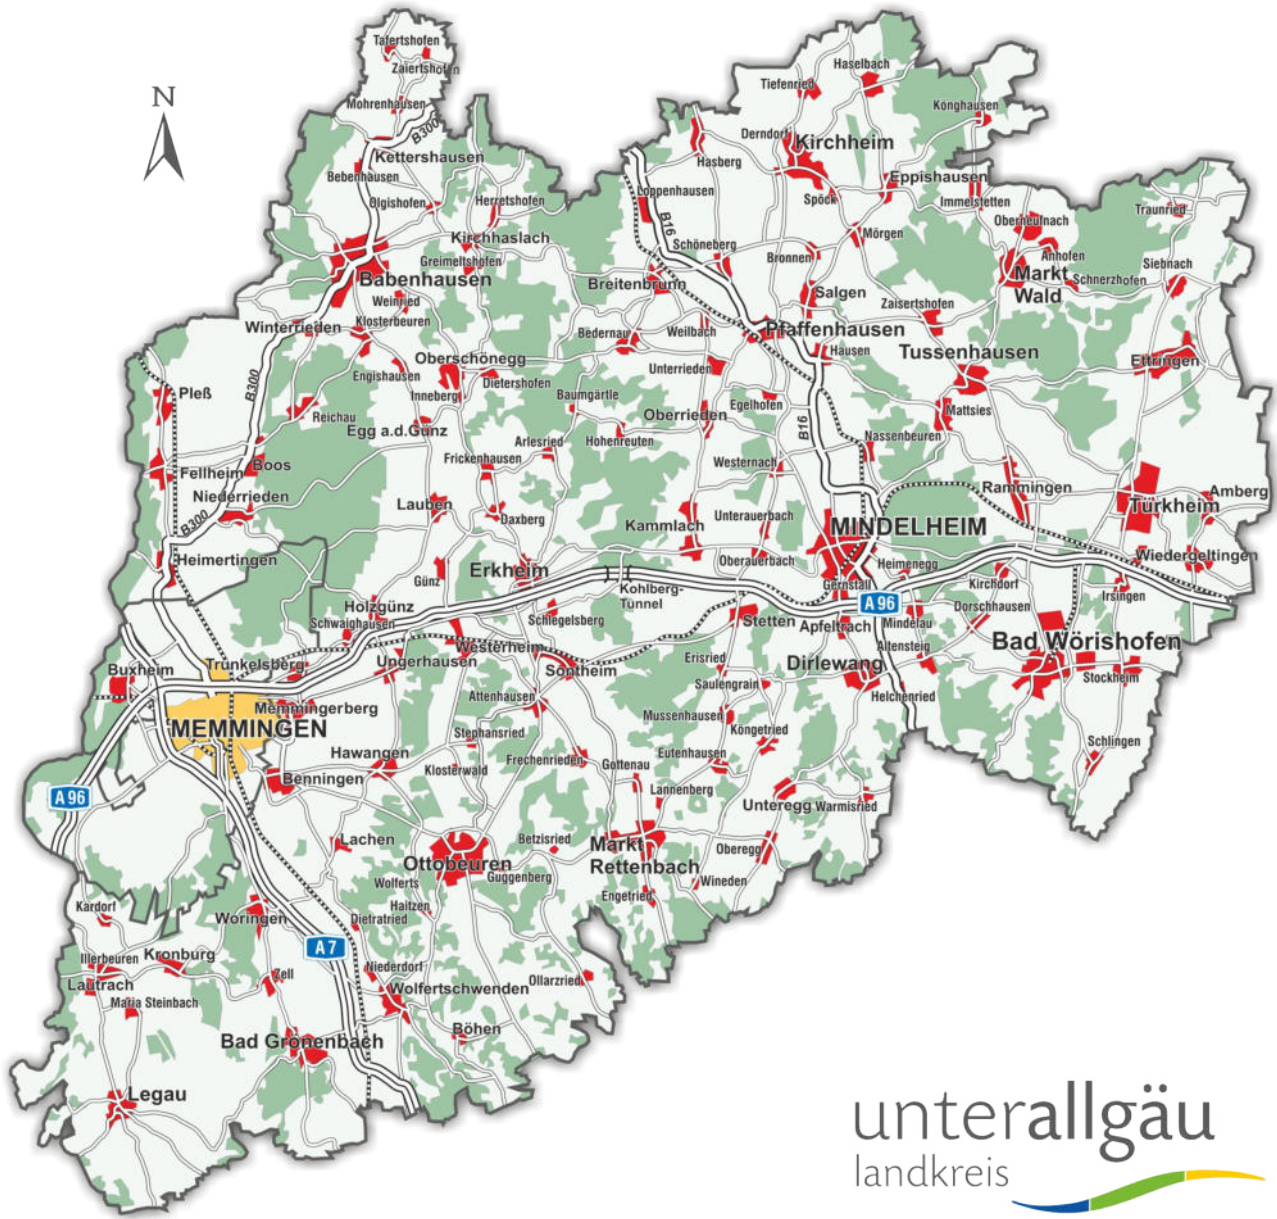 Tafertshofen
Zaiertshofen
N
Mohrenhausen
B300
Kettershausen
Bebenhausen
Olgishofen
Herretshofen
Kirchhaslach
Greimeltshofen
Babenhausen
Weinried
Klosterbeuren
Winterrieden
Oberschönegg
Engishausen
Dietershofen
Inneberg
B300
Pleß
Reichau
Egg a.d.Günz
Boos
Fellheim
Niederrieden
B300
Heimertingen
Haselbach
Tiefenried
Konghausen
Derndorf
Kirchheim
Hasberg
Eppishausen
Loppenhausen
Spöck
Immelstetten
Traunried
B16
Oberneufnach
Mörgen
Schöneberg
Bronnen
Anhofen
Siebnach
Breitenbrunn
Salgen
Markt
Wald
Schnerzhofen
Zaisertshofen
Bedernau
Weilbach
Pfaffenhausen
Hausen
Tussenhausen
Ettringen
Unterrieden
Baumgärtle
Egelhofen
Oberrieden
Mattsies
B16
Hohenreuten
Arlesried
Nassenbeuren
Frickenhausen
Westernach
Rammingen
Amberg
Türkheim
Lauben
Daxberg
Kammlach
Unterauerbach
MINDELHEIM
Oberauerbach
Wiedergeltingen
Heimenegg
Kirchdorf
Irsingen
Günz
Erkheim
Kohlberg-
Tunnel
Gernstall
A 96
Dorschhausen
Holzgünz
Schwaighausen
Schlegelsberg
Stetten
Apfeltrach
Mindelau
Altensteig
Bad Wörishofen
Stockheim
Buxheim
Trunkelsberg
Ungerhausen
Westerheim
Sontheim
Erisried
Dirlewang
Saulengrain
Helchenried
Memmingerberg
MEMMINGEN
Attenhausen
Mussenhausen
Köngetried
Stephansried
Schlingen
Hawangen
Klosterwald
Frechenrieden
Gottenau
Eutenhausen
Benningen
A 96
Lannenberg
Unteregg
Warmisried
Lachen
Ottobeuren
Betzisried
Markt
Rettenbach
Oberegg
Guggenberg
Wolferts
Haitzen
Engetried
Wineden
Kardorf
Woringen
Dietratried
A 7
Illerbeuren
Kronburg
Lautrach
Zell
Niederdorf
Wolfertschwenden
Ollarzried
Maria Steinbach
Böhen
Bad Grönenbach
Legau
unterallgäu
landkreis